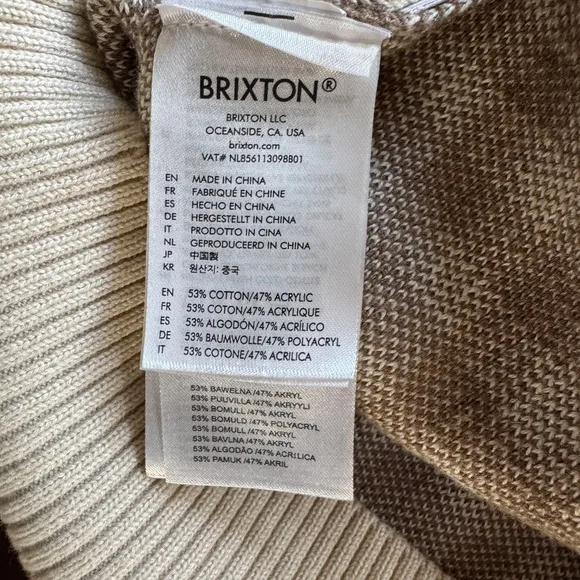 BRIXTON®
BRIXTON LLC
OCEANSIDE, CA. USA
brixton.com
VAT# NL856113098B01
EN MADE IN CHINA
FR FABRIQUÉ EN CHINE
ES HECHO EN CHINA
DE HERGESTELLT IN CHINA
IT PRODOTTO IN CINA
NL GEPRODUCEERD IN CHINA
JP 中国製
KR 원산지: 중국
EN 53% COTTON/47% ACRYLIC
FR 53% COTON/47% ACRYLIQUE
ES 53% ALGODÓN/47% ACRÍLICO
DE 53% BAUMWOLLE/47% POLYACRYL
IT 53% COTONE/47% ACRILICA
53% BAWEŁNA/47% AKRYL
53% PUUVILLA/47% AKRYYLI
53% BOMULL/47% AKRYL
53% BOMULD/47% POLYACRYL
53% BOMULL/47% AKRYL
53% BAVLNA/47% AKRYL
53% ALGODÃO/47% ACRÍLICA
53% PAMUK/47% AKRIL